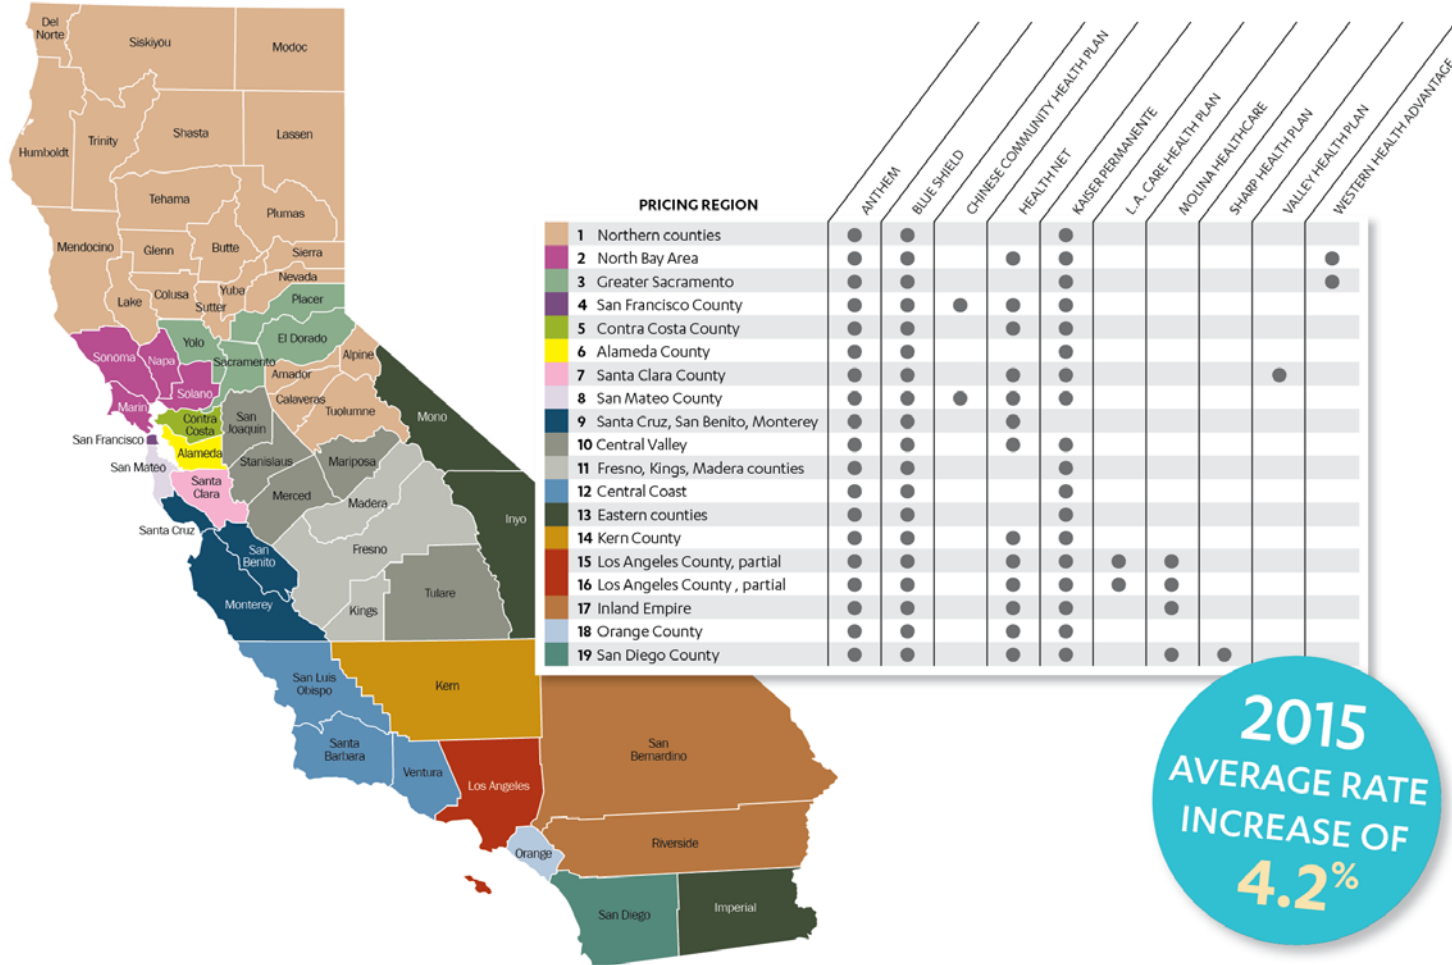 Del
Norte
Siskiyou
Modoc
Humboldt
Trinity
Shasta
Lassen
Tehama
Plumas
Mendocino
Glenn
Butte
Sierra
Nevada
Lake
Colusa
Yuba
Sutter
Placer
Yolo
El Dorado
Sonoma
Napa
Sacramento
Alpine
Solano
Amador
Marin
Calaveras
Tuolumne
Contra
Costa
San
Joaquin
Mono
San Francisco
Alameda
Stanislaus
Mariposa
San Mateo
Santa
Clara
Merced
Madera
Santa Cruz
Inyo
San
Benito
Fresno
Monterey
Kings
Tulare
San Luis
Obispo
Kern
Santa
Barbara
Ventura
Los Angeles
San
Bernardino
Orange
Riverside
San Diego
Imperial
PRICING REGION
ANTHEM
BLUE SHIELD
CHINESE COMMUNITY HEALTH PLAN
HEALTH NET
KAISER PERMANENTE
L.A. CARE HEALTH PLAN
MOLINA HEALTHCARE
SHARP HEALTH PLAN
VALLEY HEALTH PLAN
WESTERN HEALTH ADVANTAGE
1 Northern counties
2 North Bay Area
3 Greater Sacramento
4 San Francisco County
5 Contra Costa County
6 Alameda County
7 Santa Clara County
8 San Mateo County
9 Santa Cruz, San Benito, Monterey
10 Central Valley
11 Fresno, Kings, Madera counties
12 Central Coast
13 Eastern counties
14 Kern County
15 Los Angeles County, partial
16 Los Angeles County , partial
17 Inland Empire
18 Orange County
19 San Diego County
2015
AVERAGE RATE
INCREASE OF
4.2%